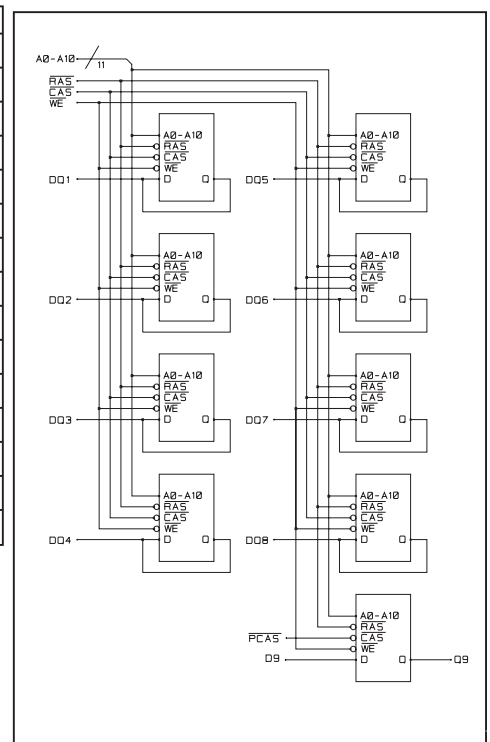 A0-A10
11
RAS
CAS
WE
A0-A10
RAS
CAS
WE
DQ1 D Q
A0-A10
RAS
CAS
WE
DQ5 D Q
A0-A10
RAS
CAS
WE
DQ2 D Q
A0-A10
RAS
CAS
WE
DQ6 D Q
A0-A10
RAS
CAS
WE
DQ3 D Q
A0-A10
RAS
CAS
WE
DQ7 D Q
A0-A10
RAS
CAS
WE
DQ4 D Q
A0-A10
RAS
CAS
WE
DQ8 D Q
A0-A10
RAS
PCAS CAS
WE
D9 D Q Q9